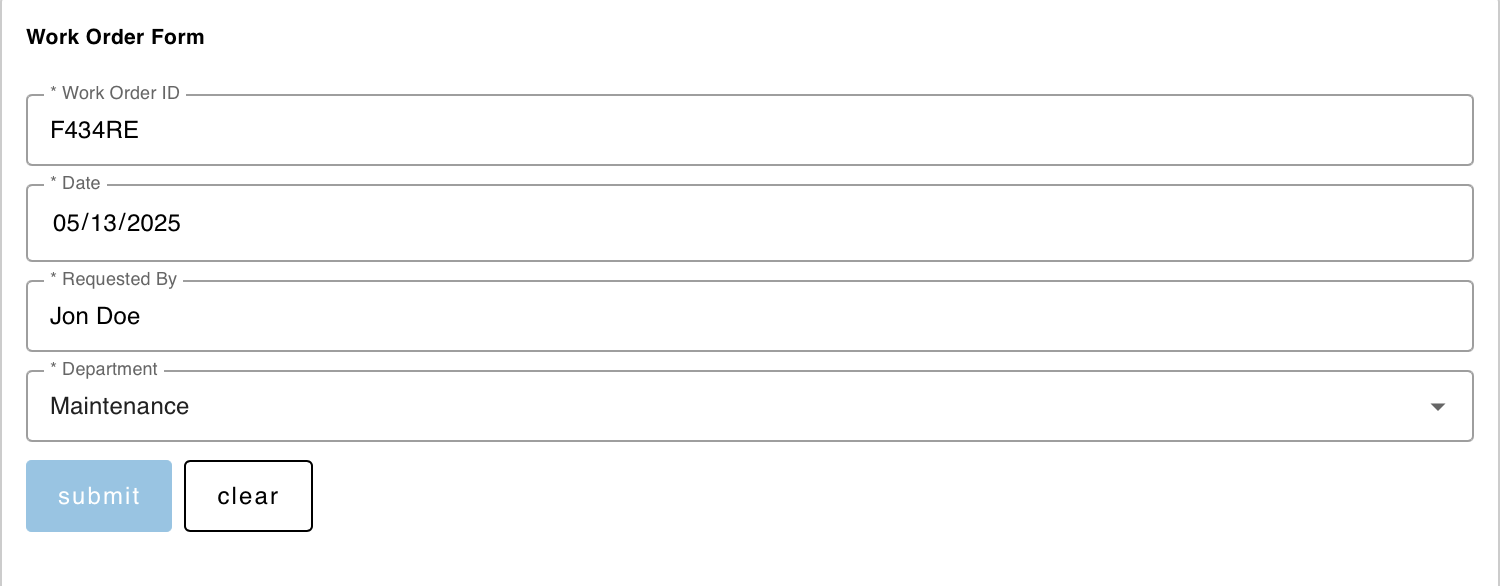 Work Order Form
* Work Order ID
F434RE
* Date
05/13/2025
* Requested By
Jon Doe
* Department
Maintenance
submit clear